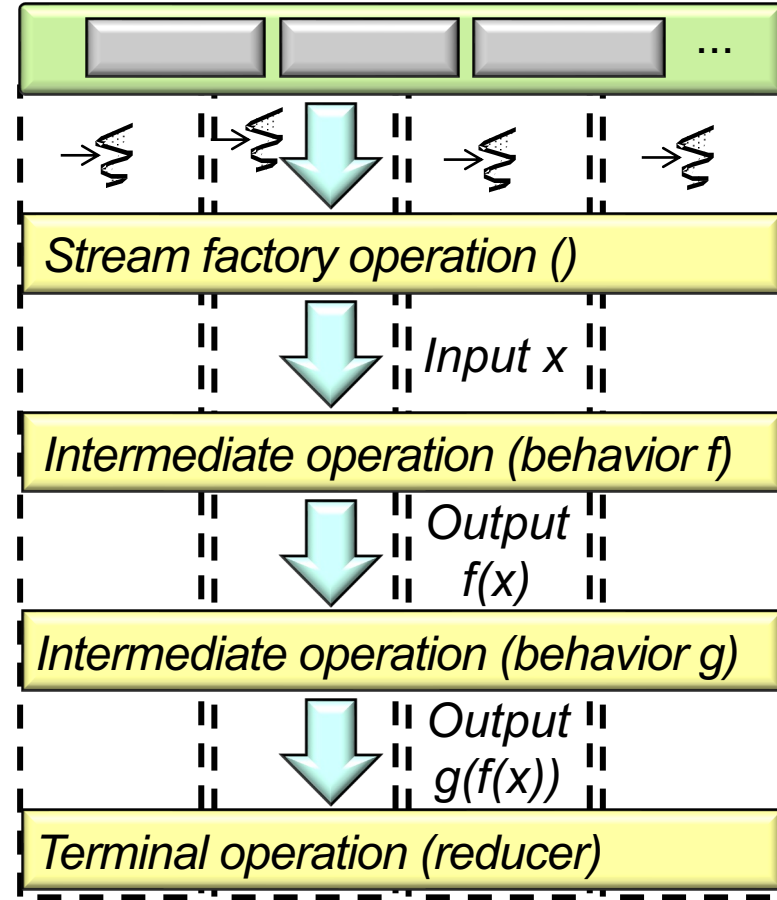 ...
Stream factory operation ()
Input x
Intermediate operation (behavior f)
Output
f(x)
Intermediate operation (behavior g)
Output
g(f(x))
Terminal operation (reducer)